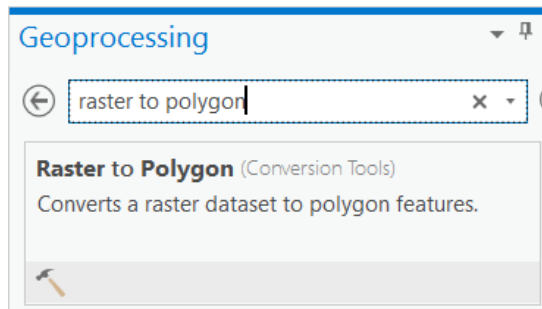 Geoprocessing
raster to polygon
Raster to Polygon (Conversion Tools)
Converts a raster dataset to polygon features.